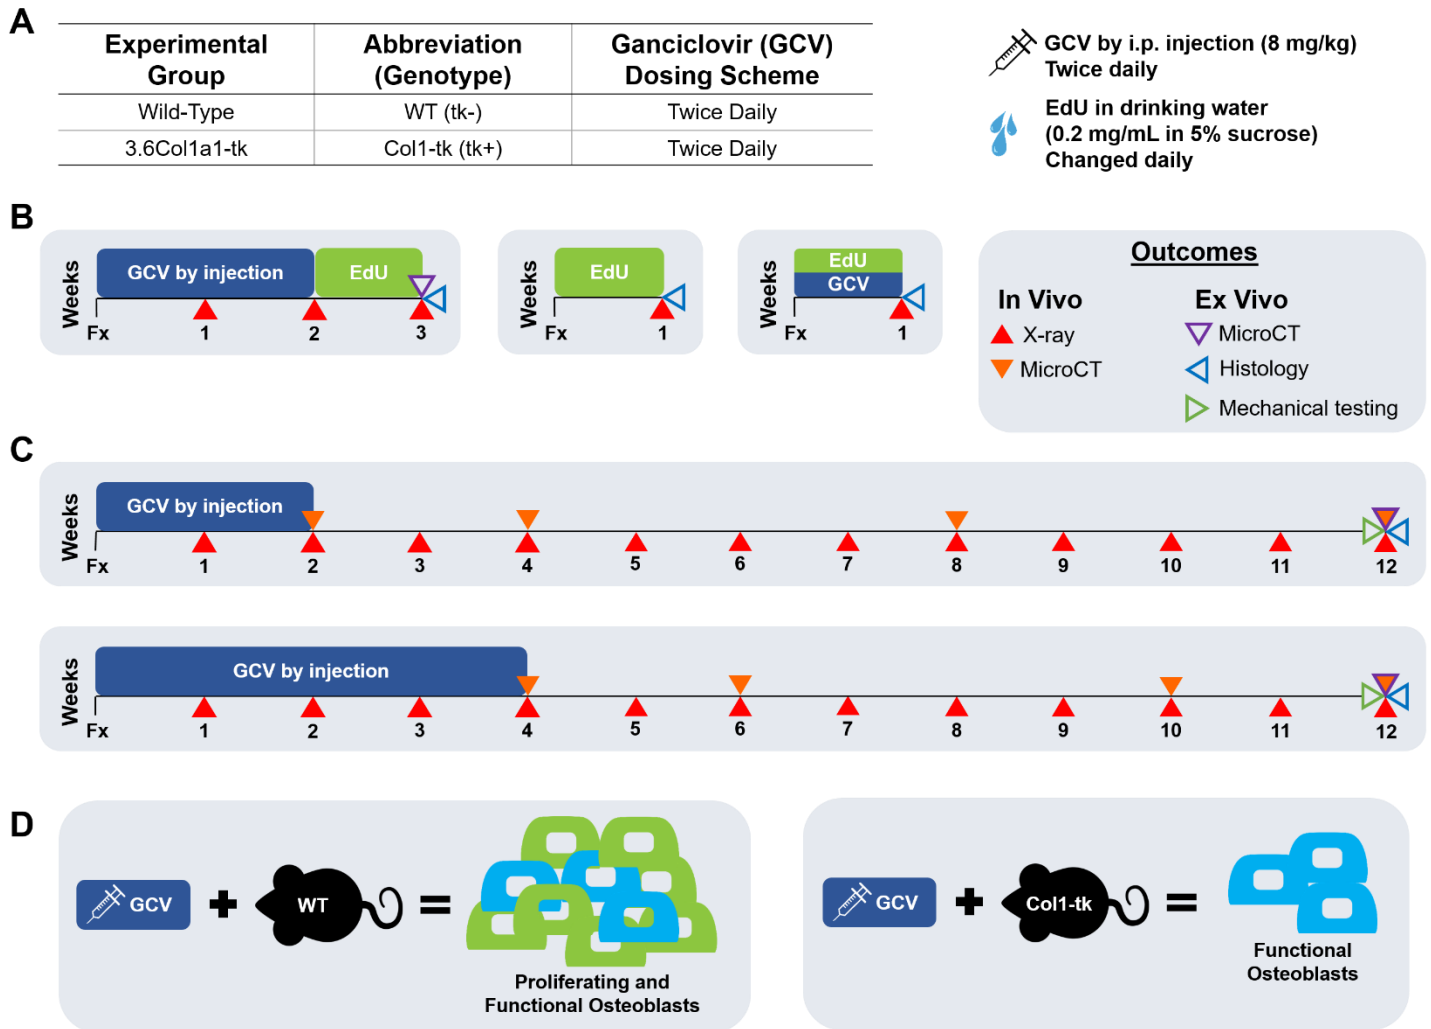 A
Experimental Group
Abbreviation (Genotype)
Ganciclovir (GCV) Dosing Scheme
Wild-Type
WT (tk-)
Twice Daily
3.6Col1a1-tk
Col1-tk (tk+)
Twice Daily
GCV by i.p. injection (8 mg/kg)
Twice daily
EdU in drinking water
(0.2 mg/mL in 5% sucrose)
Changed daily
B
Weeks
GCV by injection
EdU
Fx
1
2
3
Weeks
EdU
Fx
1
Weeks
EdU
GCV
Fx
1
Outcomes
In Vivo
X-ray
MicroCT
Ex Vivo
MicroCT
Histology
Mechanical testing
C
Weeks
GCV by injection
Fx
1
2
3
4
5
6
7
8
9
10
11
12
Weeks
GCV by injection
Fx
1
2
3
4
5
6
7
8
9
10
11
12
D
GCV
WT
Proliferating and
Functional Osteoblasts
GCV
Col1-tk
Functional
Osteoblasts